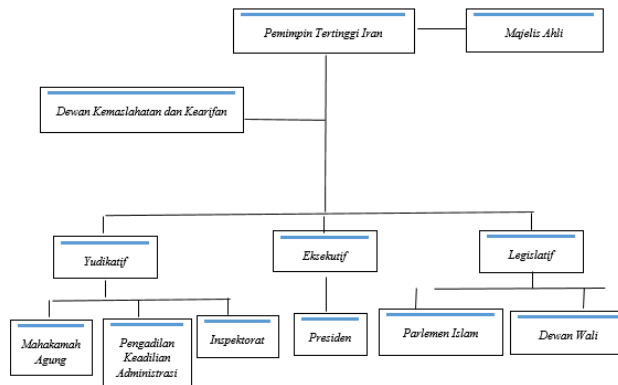 Pemimpin Tertinggi Iran
Majelis Ahli
Dewan Kemaslahatan dan Kearifan
Yudikatif
Eksekutif
Legislatif
Mahakamah
Agung
Pengadilan
Keadilian
Administrasi
Inspektorat
Presiden
Parlemen Islam
Dewan Wali